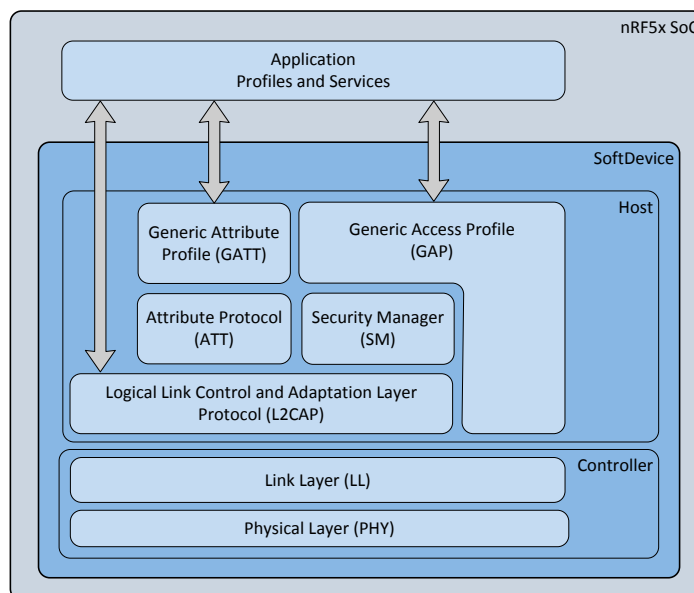 nRF5x SoC
Application
Profiles and Services
SoftDevice
Host
Generic Attribute
Profile (GATT)
Generic Access Profile
(GAP)
Attribute Protocol
(ATT)
Security Manager
(SM)
Logical Link Control and Adaptation Layer
Protocol (L2CAP)
Controller
Link Layer (LL)
Physical Layer (PHY)